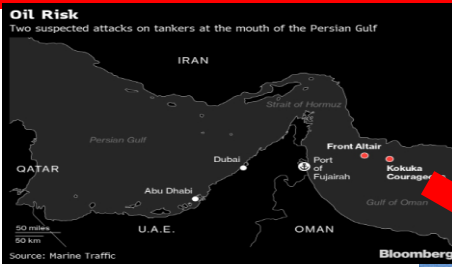 Oil Risk
Two suspected attacks on tankers at the mouth of the Persian Gulf
IRAN
Strait of Hormuz
Persian Gulf
Front Altair
Dubai
Port
of
Fujairah
Kokuka
QATAR
Abu Dhabi
Gulf of Oman
50 miles
50 km
U.A.E.
OMAN
Source: Marine Traffic
Bloomberg